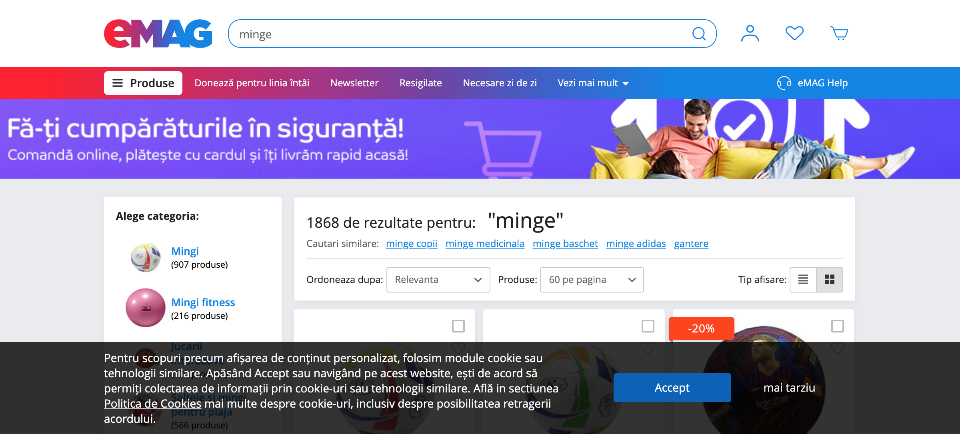 eMAG
minge
Produse
Donează pentru linia întâi
Newsletter
Resigilate
Necesare zi de zi
Vezi mai mult
eMAG Help
Fă-ți cumpărăturile în siguranță!
Comandă online, plătește cu cardul și îți livrăm rapid acasă!
Alege categoria:
Mingi
(907 produse)
Mingi fitness
(216 produse)
Jucarii
Saltele si mingi
pentru plaja
(566 produse)
1868 de rezultate pentru: "minge"
Cautari similare: minge copii minge medicinala minge baschet minge adidas gantere
Ordoneaza dupa: Relevanta Produse: 60 pe pagina Tip afisare:
-20%
Pentru scopuri precum afișarea de conținut personalizat, folosim module cookie sau
tehnologii similare. Apăsând Accept sau navigând pe acest website, ești de acord să
permiți colectarea de informații prin cookie-uri sau tehnologii similare. Află in sectiunea
Politica de Cookies mai multe despre cookie-uri, inclusiv despre posibilitatea retragerii
acordului.
Accept
mai tarziu